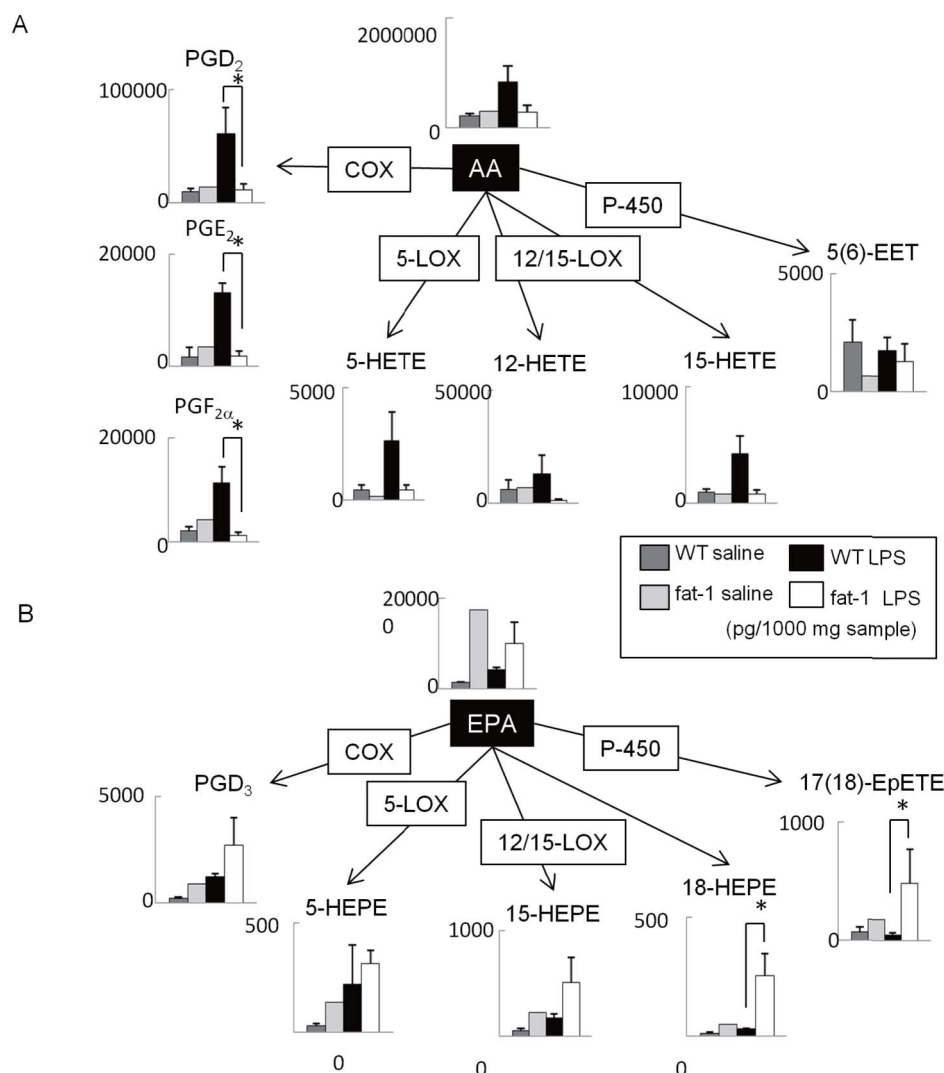 A
PGD2
*
100000
0
2000000
0
COX
AA
P-450
PGE2
*
20000
0
5-LOX
12/15-LOX
5(6)-EET
5000
0
PGF2α
*
20000
0
5-HETE
5000
0
12-HETE
50000
0
15-HETE
10000
0
WT saline
WT LPS
fat-1 saline
fat-1 LPS
(pg/1000 mg sample)
B
20000
0
0
EPA
COX
P-450
PGD3
5000
0
5-LOX
12/15-LOX
17(18)-EpETE
*
1000
0
5-HEPE
500
0
15-HEPE
1000
0
18-HEPE
*
500
0